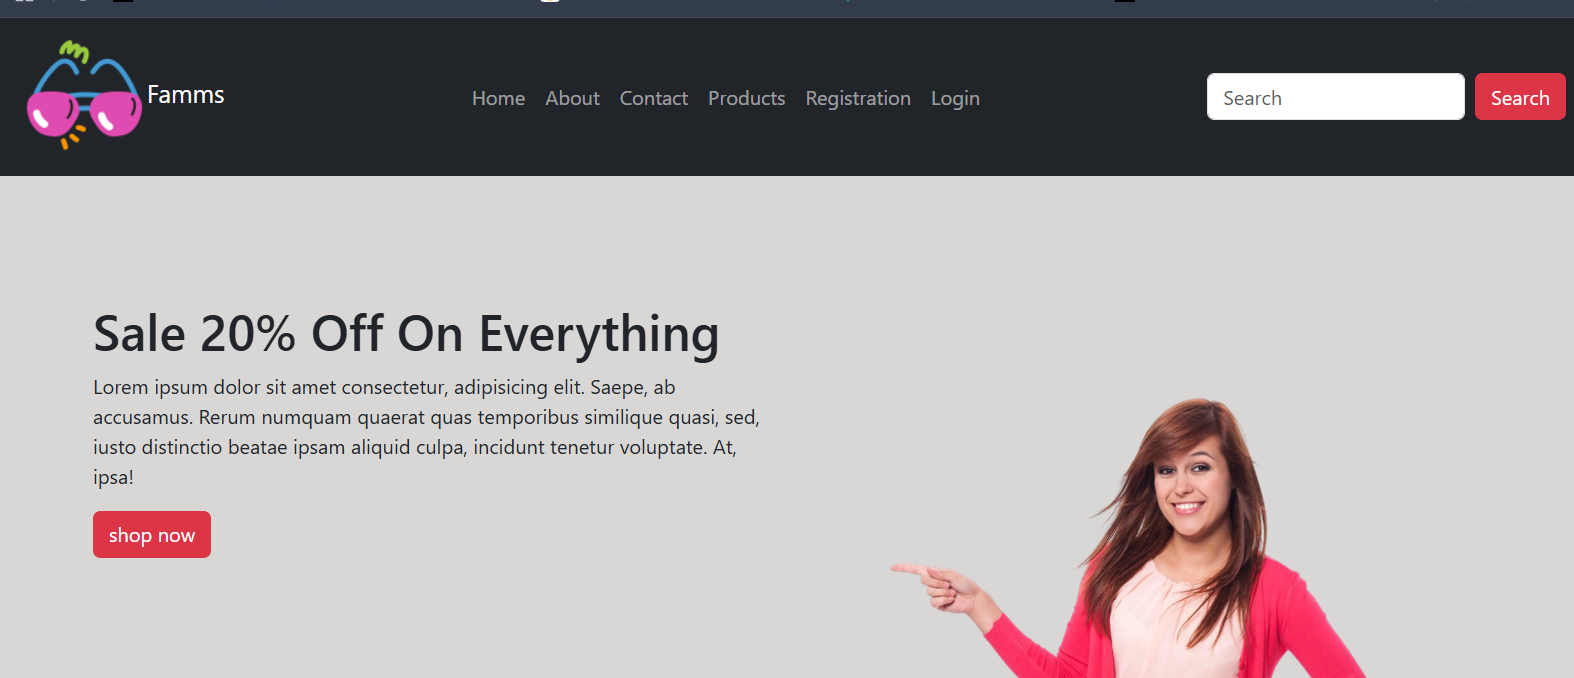 Famms
Home About Contact Products Registration Login
Search Search
Sale 20% Off On Everything
Lorem ipsum dolor sit amet consectetur, adipisicing elit. Saepe, ab
accusamus. Rerum numquam quaerat quas temporibus similique quasi, sed,
iusto distinctio beatae ipsam aliquid culpa, incidunt tenetur voluptate. At,
ipsa!
shop now